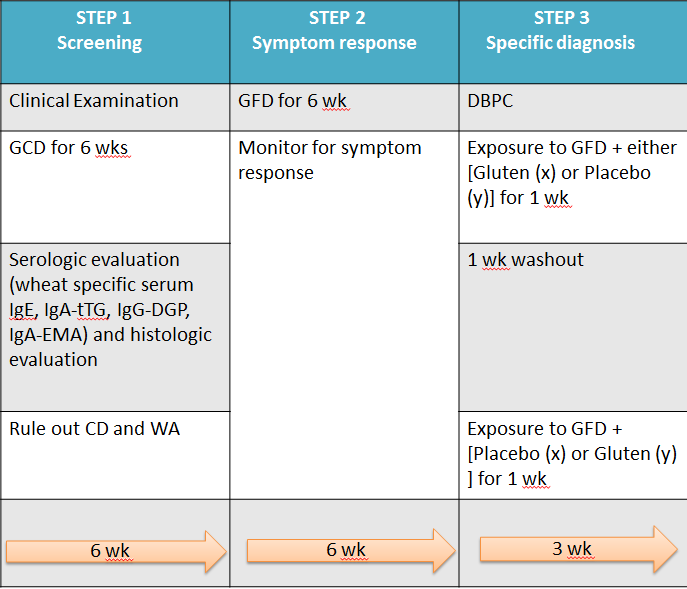 STEP 1
Screening
STEP 2
Symptom response
STEP 3
Specific diagnosis
Clinical Examination
GFD for 6 wk
DBPC
GCD for 6 wks
Monitor for symptom
response
Exposure to GFD + either
[Gluten (x) or Placebo
(y)] for 1 wk
Serologic evaluation
(wheat specific serum
IgE, IgA-tTG, IgG-DGP,
IgA-EMA) and histologic
evaluation
1 wk washout
Rule out CD and WA
Exposure to GFD +
[Placebo (x) or Gluten (y)
] for 1 wk
6 wk
6 wk
3 wk